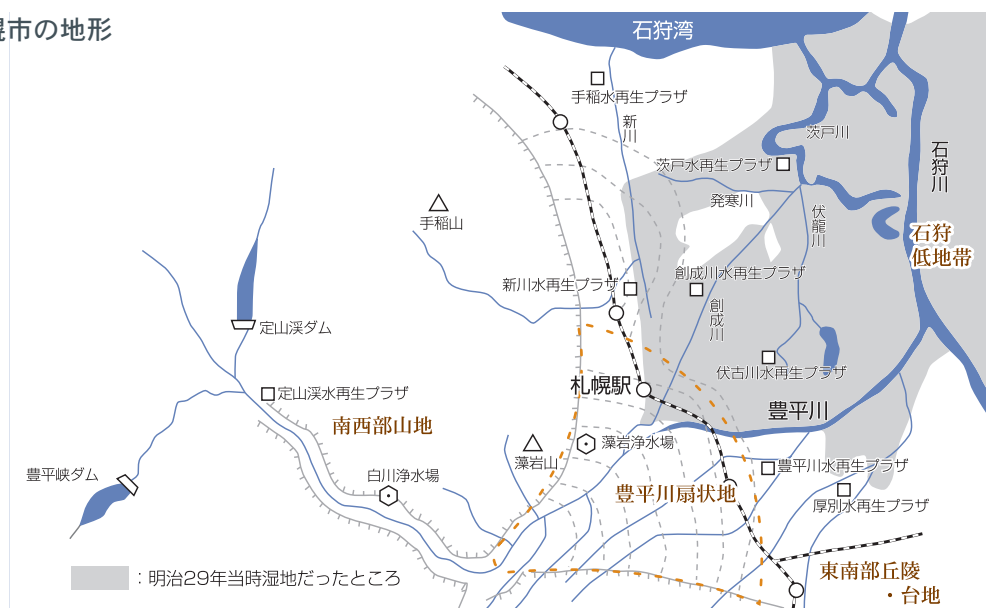 幌市の地形
石狩湾
手稲水再生プラザ
新川
茨戸川
石狩川
茨戸水再生プラザ
発寒川
伏龍川
手稲山
石狩
低地帯
創成川水再生プラザ
新川水再生プラザ
創成川
定山渓ダム
伏古川水再生プラザ
札幌駅
定山渓水再生プラザ
豊平川
南西部山地
藻岩浄水場
藻岩山
豊平川水再生プラザ
豊平峡ダム
白川浄水場
豊平川扇状地
厚別水再生プラザ
東南部丘陵
・台地
：明治29年当時湿地だったところ